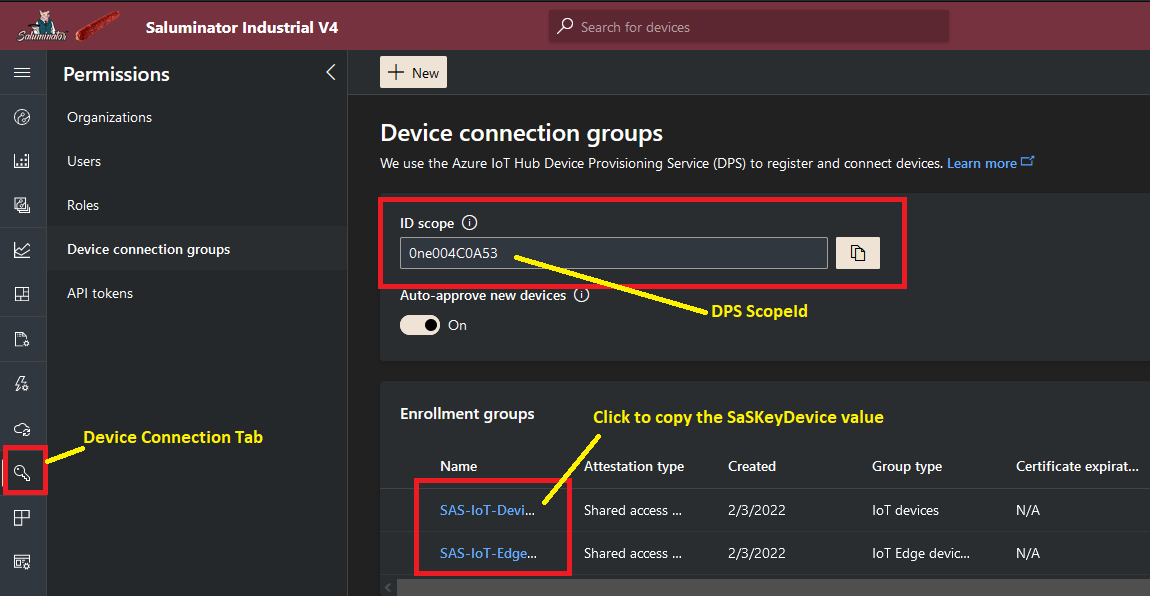 Saluminator
Saluminator Industrial V4
Search for devices
Permissions
Organizations
Users
Roles
Device connection groups
API tokens
Device Connection Tab
New
Device connection groups
We use the Azure IoT Hub Device Provisioning Service (DPS) to register and connect devices. Learn more
ID scope
0ne004C0A53
Auto-approve new devices
DPS ScopeId
On
Enrollment groups
Click to copy the SaSKeyDevice value
Name Attestation type Created Group type Certificate expirat...
SAS-IoT-Devi... Shared access ... 2/3/2022 IoT devices N/A
SAS-IoT-Edge... Shared access ... 2/3/2022 IoT Edge devic... N/A